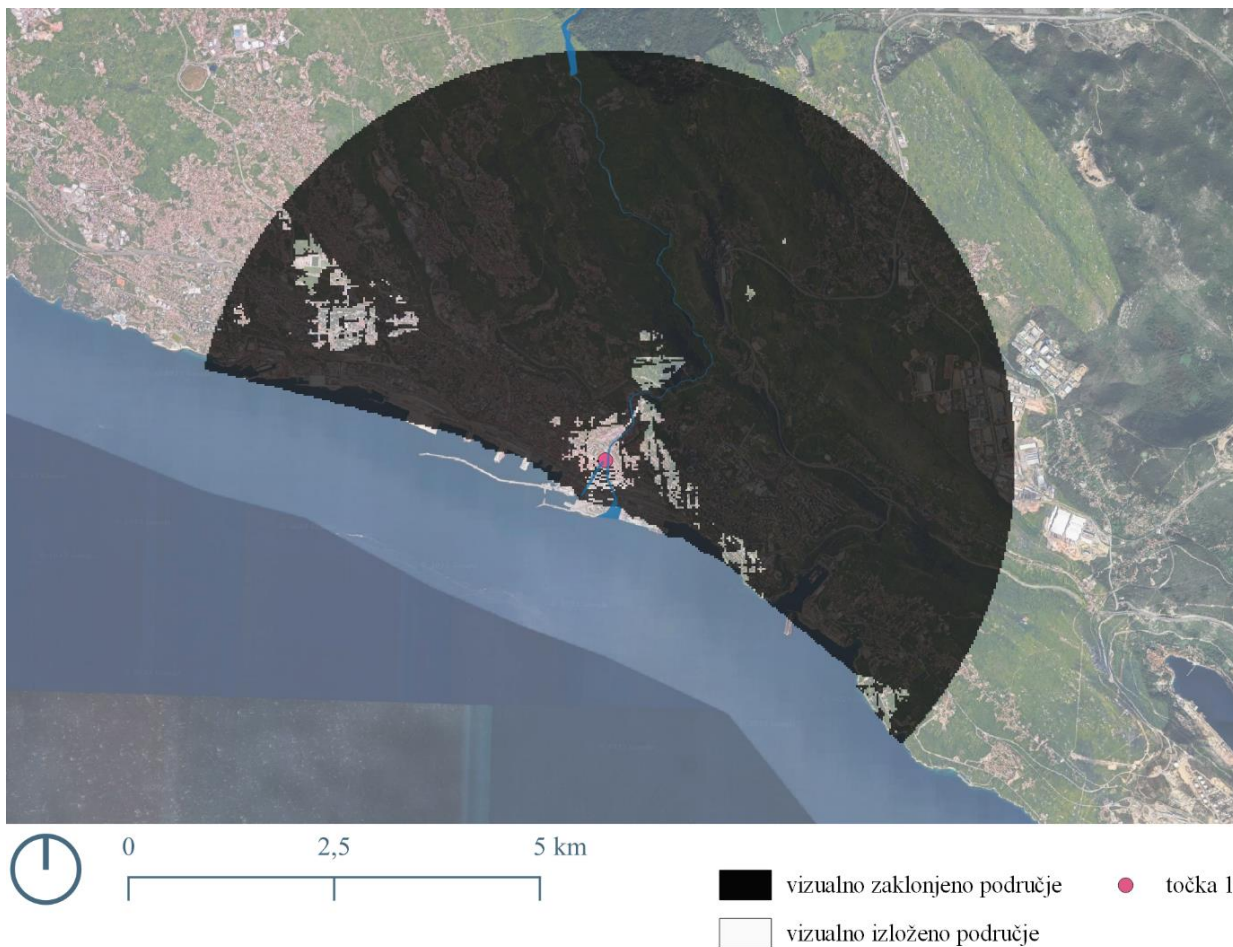 0 2,5 5 km
vizualno zaklonjeno područje točka 1
vizualno izloženo područje